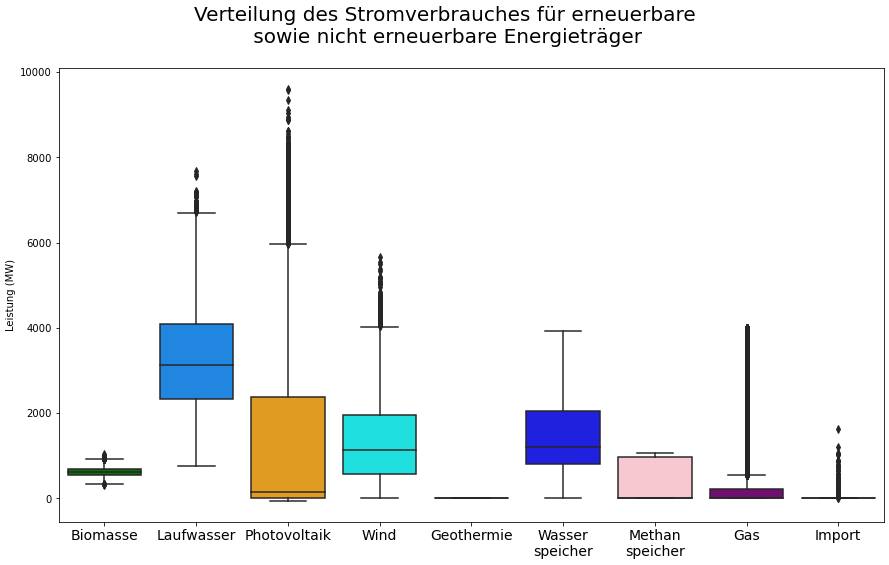 Verteilung des Stromverbrauches für erneuerbare
sowie nicht erneuerbare Energieträger
Leistung (MW)
10000
8000
6000
4000
2000
0
Biomasse Laufwasser Photovoltaik Wind Geothermie Wasser speicher Methan speicher Gas Import